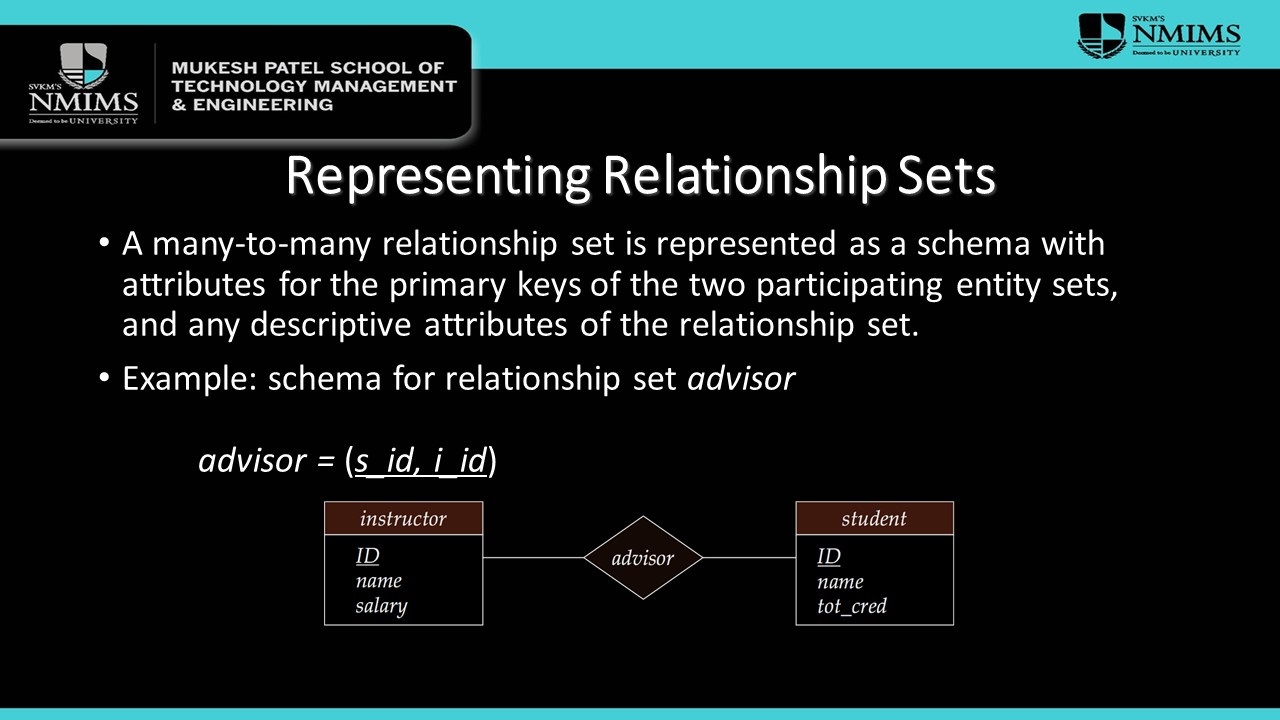 SVKM'S
NMIMS
Deemed to be UNIVERSITY
MUKESH PATEL SCHOOL OF
TECHNOLOGY MANAGEMENT
& ENGINEERING
SVKM'S
NMIMS
Deemed to be UNIVERSITY
Representing Relationship Sets
• A many-to-many relationship set is represented as a schema with
attributes for the primary keys of the two participating entity sets,
and any descriptive attributes of the relationship set.
• Example: schema for relationship set advisor
advisor = (s_id, i_id)
instructor
ID
name
salary
advisor
student
ID
name
tot_cred